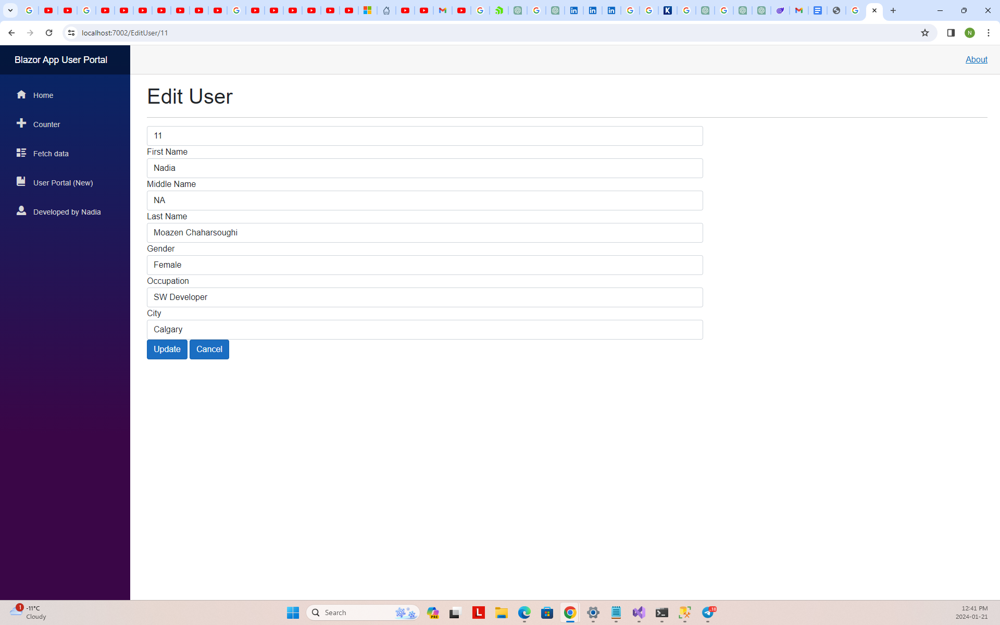 localhost:7002/EditUser/11
N
Blazor App User Portal
About
Home
Counter
Fetch data
User Portal (New)
Developed by Nadia
Edit User
11
First Name
Nadia
Middle Name
NA
Last Name
Moazen Chaharsoughi
Gender
Female
Occupation
SW Developer
City
Calgary
Update Cancel
1
-11°C
Cloudy
Search
PRE
L
18
12:41 PM
2024-01-21